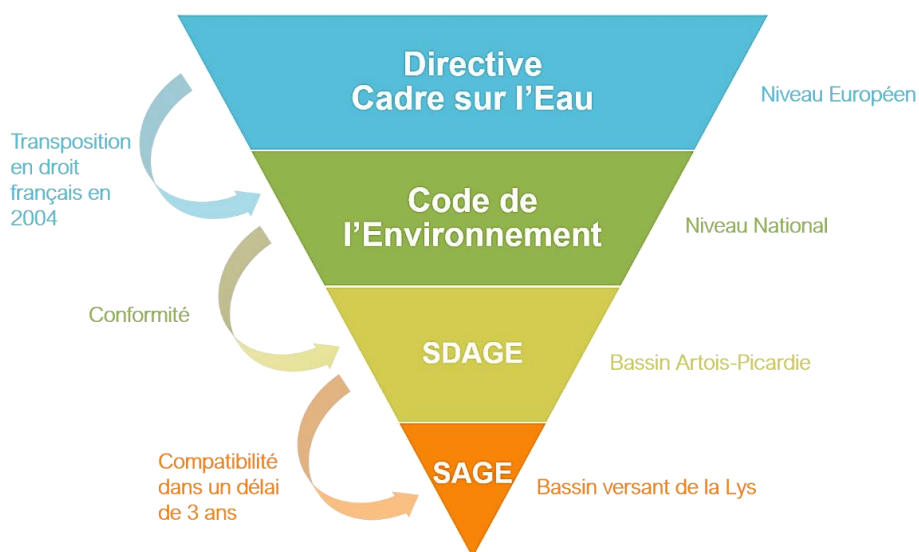 Directive
Cadre sur l'Eau
Niveau Européen
Transposition
en droit
français en
2004
Code de
l'Environnement
Niveau National
Conformité
SDAGE
Bassin Artois-Picardie
Compatibilité
dans un délai
de 3 ans
SAGE
Bassin versant de la Lys